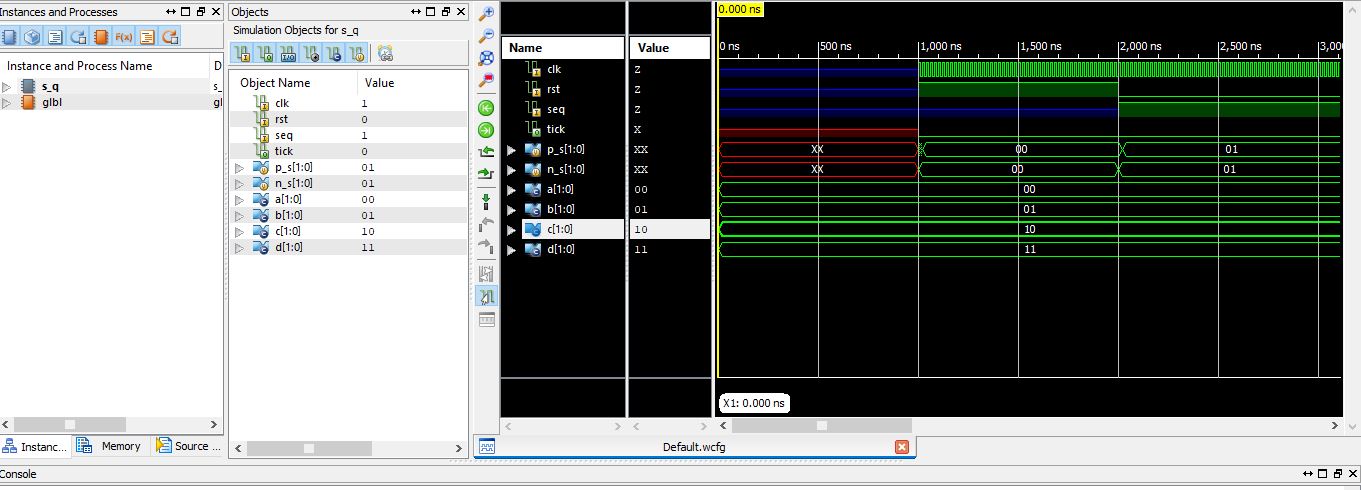 Instances and Processes
F(x)
Instance and Process Name D
s_q s_
glbl gl
Instanc... Memory Source ...
Objects
Simulation Objects for s_q
Object Name Value
clk 1
rst 0
seq 1
tick 0
p_s[1:0] 01
n_s[1:0] 01
a[1:0] 00
b[1:0] 01
c[1:0] 10
d[1:0] 11
0.000 ns
Name Value 0 ns 500 ns 1,000 ns 1,500 ns 2,000 ns 2,500 ns 3,000
clk Z
rst Z
seq Z
tick X
p_s[1:0] XX XX 00 01
n_s[1:0] XX XX 00 01
a[1:0] 00 00
b[1:0] 01 01
c[1:0] 10 10
d[1:0] 11 11
X1: 0.000 ns
Default.wcfg
Console